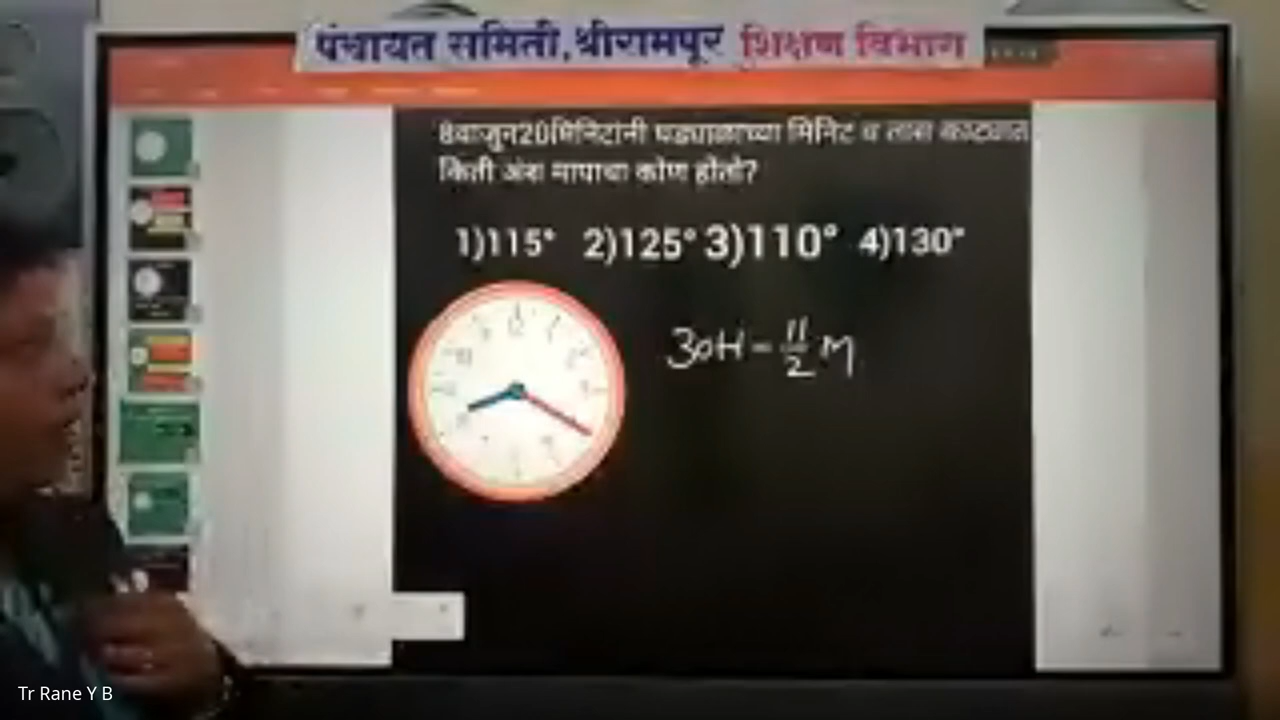 पंचायत समिती,श्रीरामपूर शिक्षण विभाग
8वाजुन20मिनिटांनी घड्याळाच्या मिनिट व तास काट्यात
किती अंश मापाचा कोण होतो?
1)115° 2)125° 3)110° 4)130°
30H-11/2 M
Tr Rane Y B